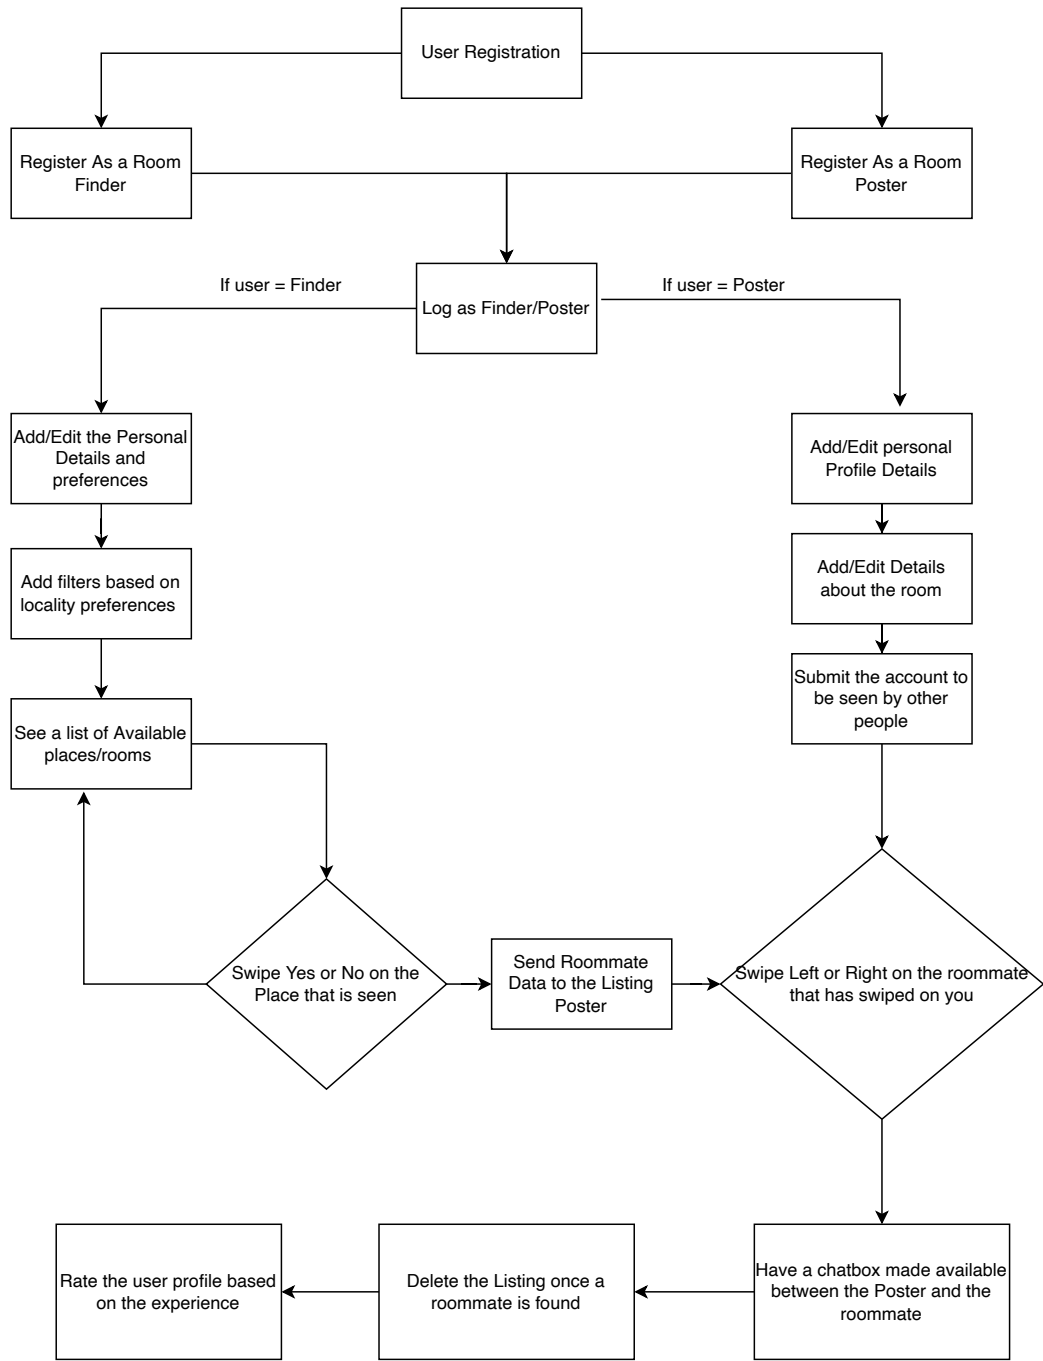 User Registration
Register As a Room
Finder
Register As a Room
Poster
If user = Finder
If user = Poster
Log as Finder/Poster
Add/Edit the Personal
Details and
preferences
Add/Edit personal
Profile Details
Add filters based on
locality preferences
Add/Edit Details
about the room
See a list of Available
places/rooms
Submit the account to
be seen by other
people
Swipe Yes or No on the
Place that is seen
Send Roommate
Data to the Listing
Poster
Swipe Left or Right on the roommate
that has swiped on you
Rate the user profile based
on the experience
Delete the Listing once a
roommate is found
Have a chatbox made available
between the Poster and the
roommate